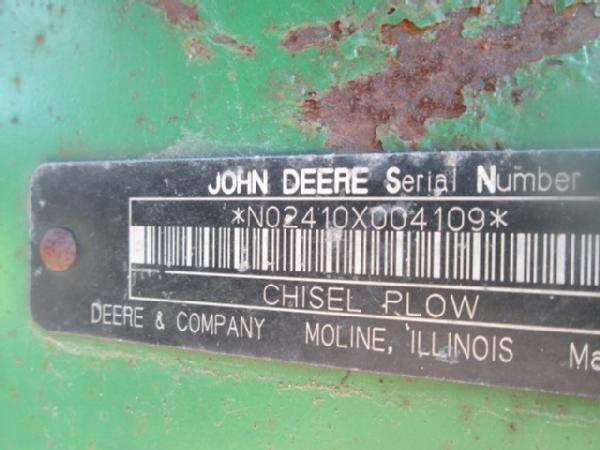 JOHN DEERE Serial Number
*N02410X004109*
CHISEL PLOW
DEERE & COMPANY MOLINE, ILLINOIS